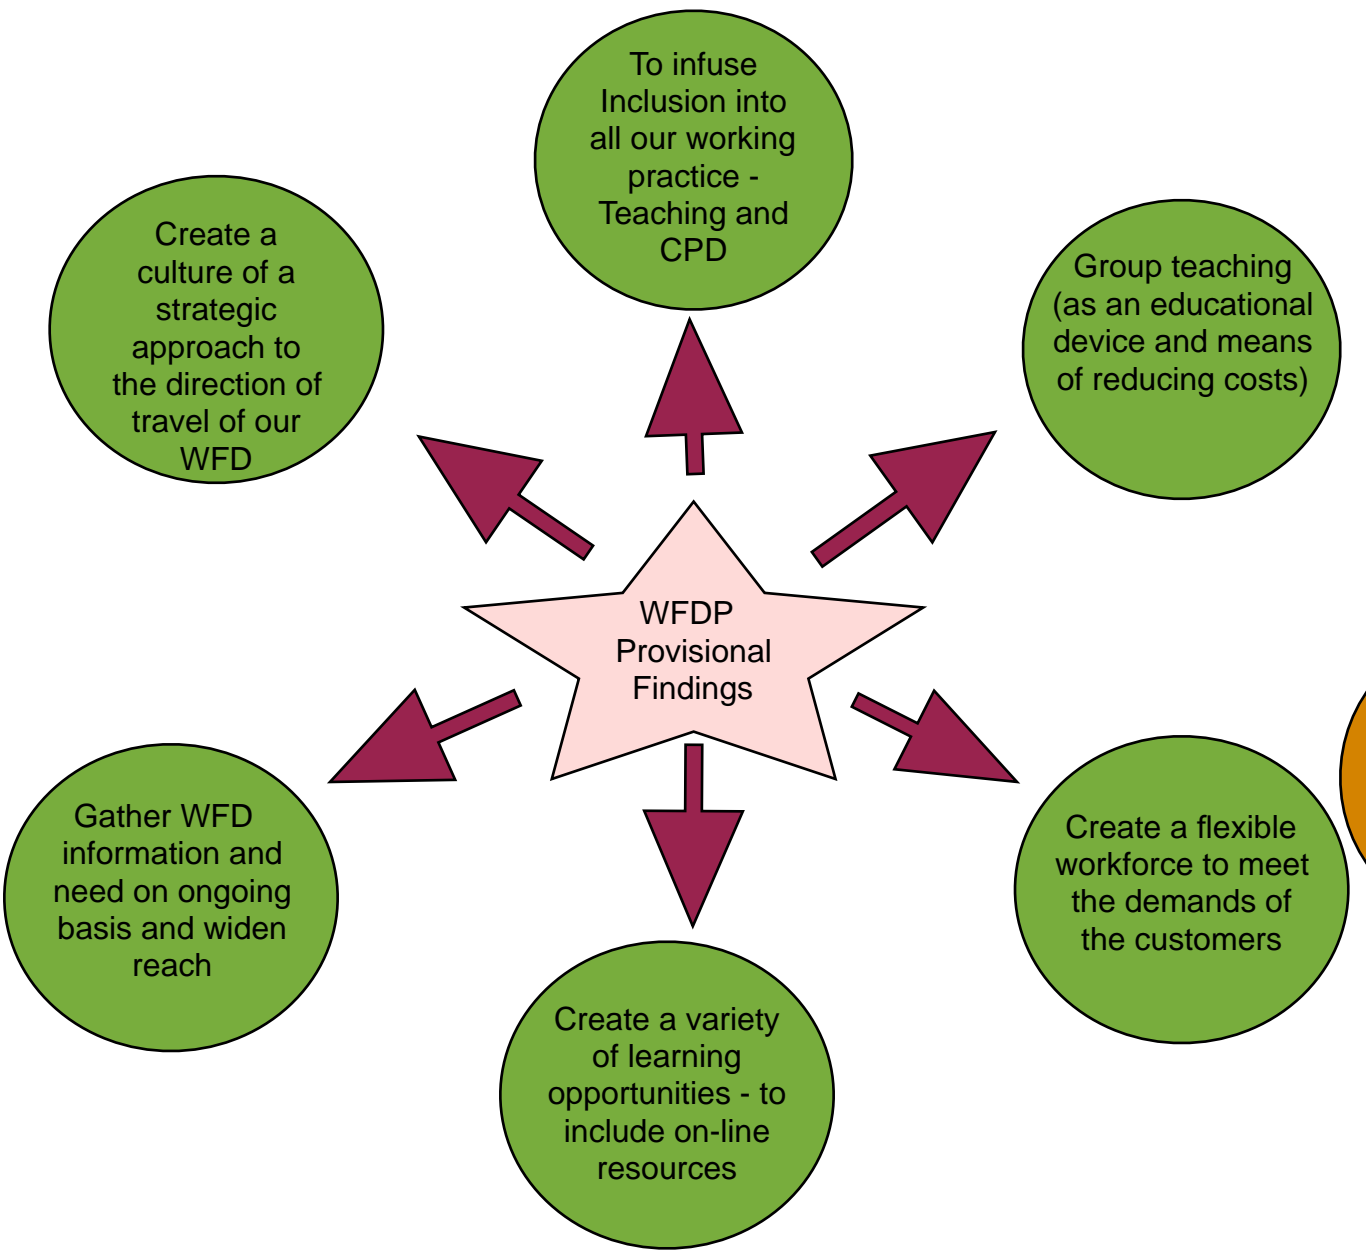 To infuse
Inclusion into
all our working
practice -
Teaching and
CPD
Create a
culture of a
strategic
approach to
the direction of
travel of our
WFD
Group teaching
(as an educational
device and means
of reducing costs)
WFDP
Provisional
Findings
Gather WFD
information and
need on ongoing
basis and widen
reach
Create a flexible
workforce to meet
the demands of
the customers
Create a variety
of learning
opportunities - to
include on-line
resources